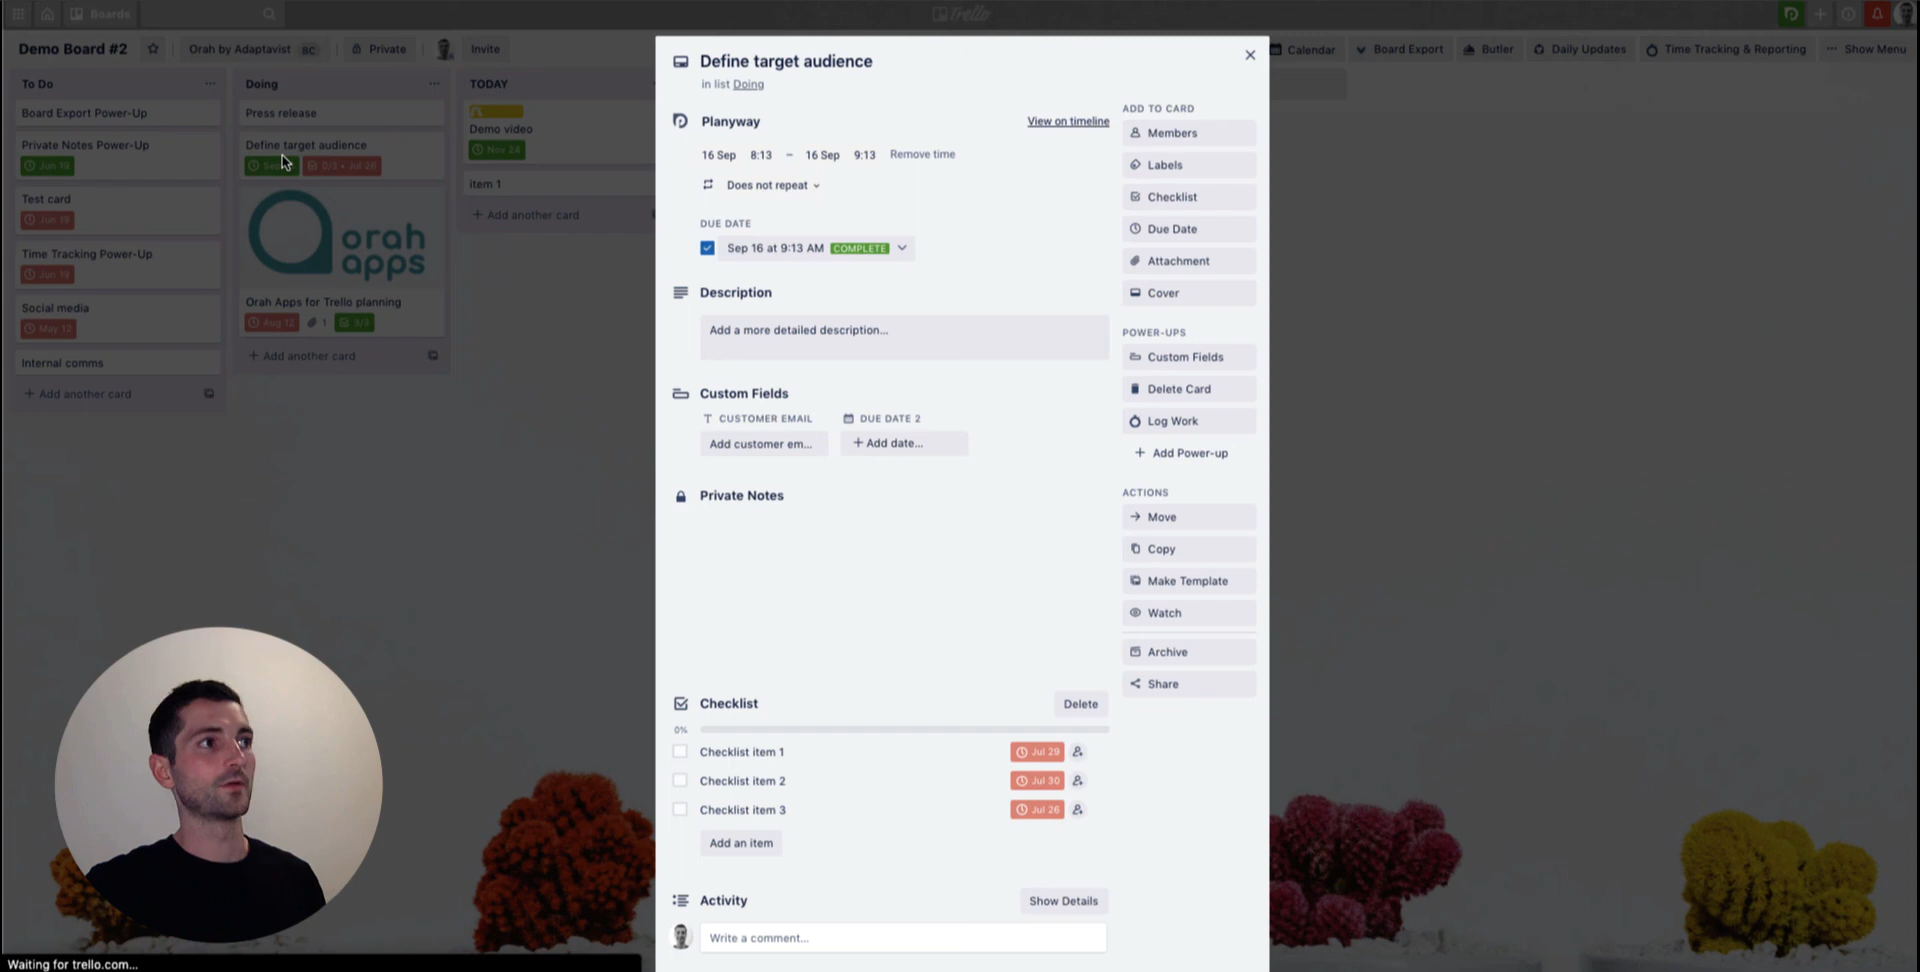 Boards
Trello
Demo Board #2
Orah by Adaptavist BC
Private
Invite
Calendar
Board Export
Butler
Daily Updates
Time Tracking & Reporting
Show Menu
To Do
Board Export Power-Up
Private Notes Power-Up
Jun 19
Test card
Jun 19
Time Tracking Power-Up
Jun 19
Social media
May 12
Internal comms
+ Add another card
Doing
Press release
Define target audience
0/3 • Jul 26
orah
apps
Orah Apps for Trello planning
Aug 12 1 3/3
+ Add another card
TODAY
Demo video
Nov 24
item 1
+ Add another card
Define target audience
in list Doing
Planyway
View on timeline
16 Sep 8:13 – 16 Sep 9:13 Remove time
Does not repeat
DUE DATE
Sep 16 at 9:13 AM COMPLETE
Description
Add a more detailed description...
Custom Fields
CUSTOMER EMAIL
DUE DATE 2
Add customer em...
+ Add date...
Private Notes
Checklist
Delete
0%
Checklist item 1 Jul 29
Checklist item 2 Jul 30
Checklist item 3 Jul 26
Add an item
Activity
Show Details
Write a comment...
ADD TO CARD
Members
Labels
Checklist
Due Date
Attachment
Cover
POWER-UPS
Custom Fields
Delete Card
Log Work
+ Add Power-up
ACTIONS
Move
Copy
Make Template
Watch
Archive
Share
Waiting for trello.com...